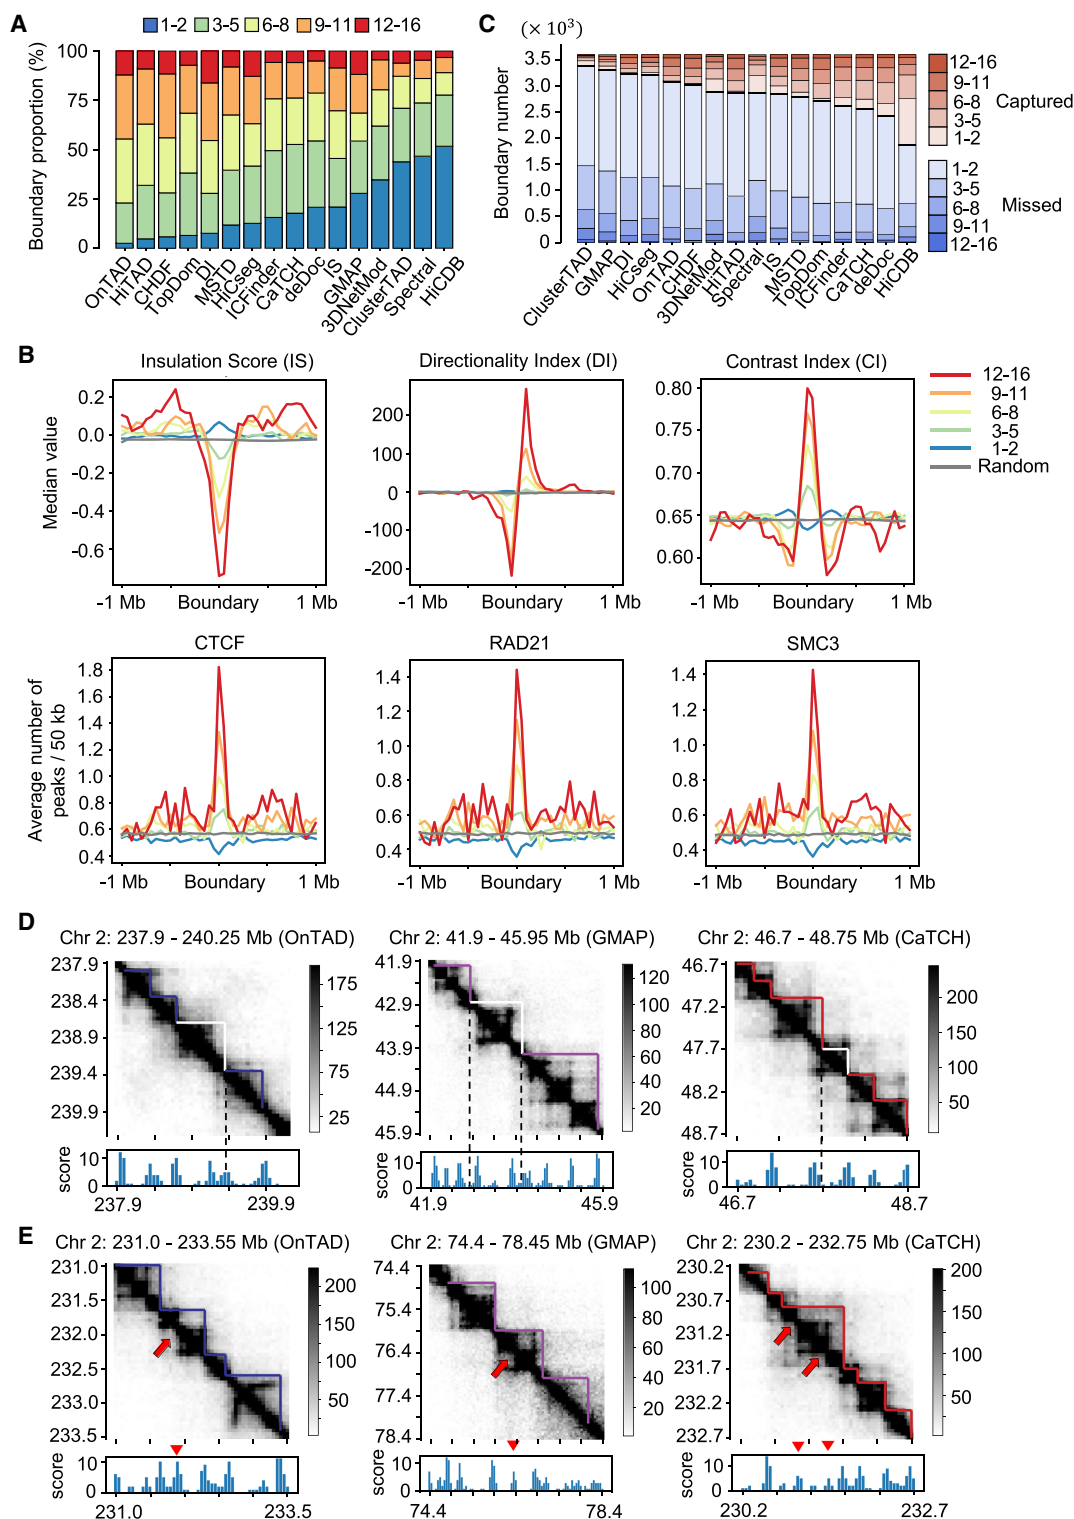 A
1-2 3-5 6-8 9-11 12-16
Boundary proportion (%)
100
75
50
25
0
OnTAD
HiTAD
CHDF
TopDom
DI
MSTD
HiCseg
ICFinder
CaTCH
deDoc
IS
GMAP
3DNetMod
ClusterTAD
Spectral
HiCDB
C
(× 10³)
Boundary number
3.5
3.0
2.5
2.0
1.5
1.0
0.5
0
ClusterTAD
GMAP
DI
HiCseg
OnTAD
CHDF
3DNetMod
HiTAD
Spectral
IS
MSTD
TopDom
ICFinder
CaTCH
deDoc
HiCDB
12-16
9-11
6-8
3-5
1-2
Captured
1-2
3-5
6-8
9-11
12-16
Missed
B
Insulation Score (IS)
Median value
0.2
0.0
-0.2
-0.4
-0.6
-1 Mb Boundary 1 Mb
Directionality Index (DI)
200
100
0
-100
-200
-1 Mb Boundary 1 Mb
Contrast Index (CI)
0.80
0.75
0.70
0.65
0.60
-1 Mb Boundary 1 Mb
12-16
9-11
6-8
3-5
1-2
Random
CTCF
Average number of
peaks / 50 kb
1.8
1.6
1.4
1.2
1.0
0.8
0.6
0.4
-1 Mb Boundary 1 Mb
RAD21
1.4
1.2
1.0
0.8
0.6
0.4
-1 Mb Boundary 1 Mb
SMC3
1.4
1.2
1.0
0.8
0.6
0.4
-1 Mb Boundary 1 Mb
D
Chr 2: 237.9 - 240.25 Mb (OnTAD)
237.9
238.4
238.9
239.4
239.9
175
125
75
25
score
10
0
237.9 239.9
Chr 2: 41.9 - 45.95 Mb (GMAP)
41.9
42.9
43.9
44.9
45.9
120
100
80
60
40
20
score
10
0
41.9 45.9
Chr 2: 46.7 - 48.75 Mb (CaTCH)
46.7
47.2
47.7
48.2
48.7
200
150
100
50
score
10
0
46.7 48.7
E
Chr 2: 231.0 - 233.55 Mb (OnTAD)
231.0
231.5
232.0
232.5
233.0
233.5
200
150
100
50
score
10
0
231.0 233.5
Chr 2: 74.4 - 78.45 Mb (GMAP)
74.4
75.4
76.4
77.4
78.4
100
80
60
40
20
score
10
0
74.4 78.4
Chr 2: 230.2 - 232.75 Mb (CaTCH)
230.2
230.7
231.2
231.7
232.2
232.7
200
150
100
50
score
10
0
230.2 232.7